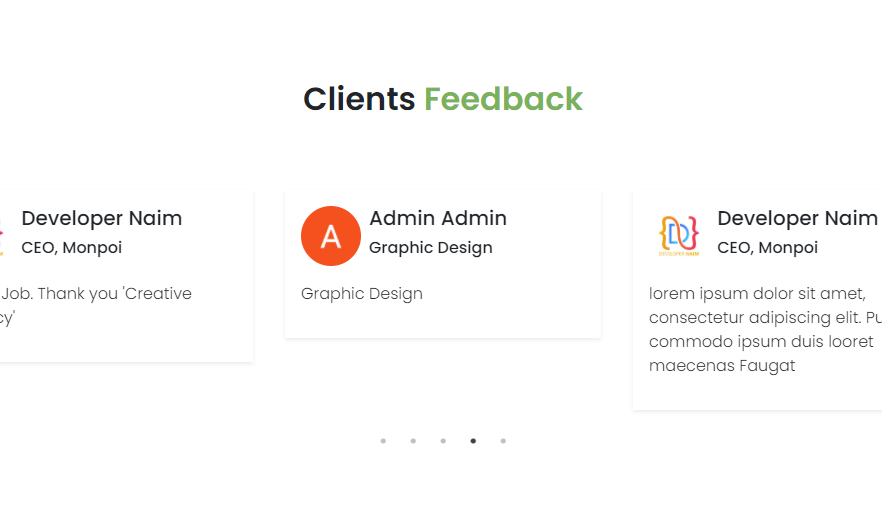 Clients Feedback
Developer Naim
CEO, Monpoi
Job. Thank you 'Creative
cy'
A
Admin Admin
Graphic Design
Graphic Design
DEVELOPER NAIM
Developer Naim
CEO, Monpoi
lorem ipsum dolor sit amet,
consectetur adipiscing elit. Pu
commodo ipsum duis looret
maecenas Faugat